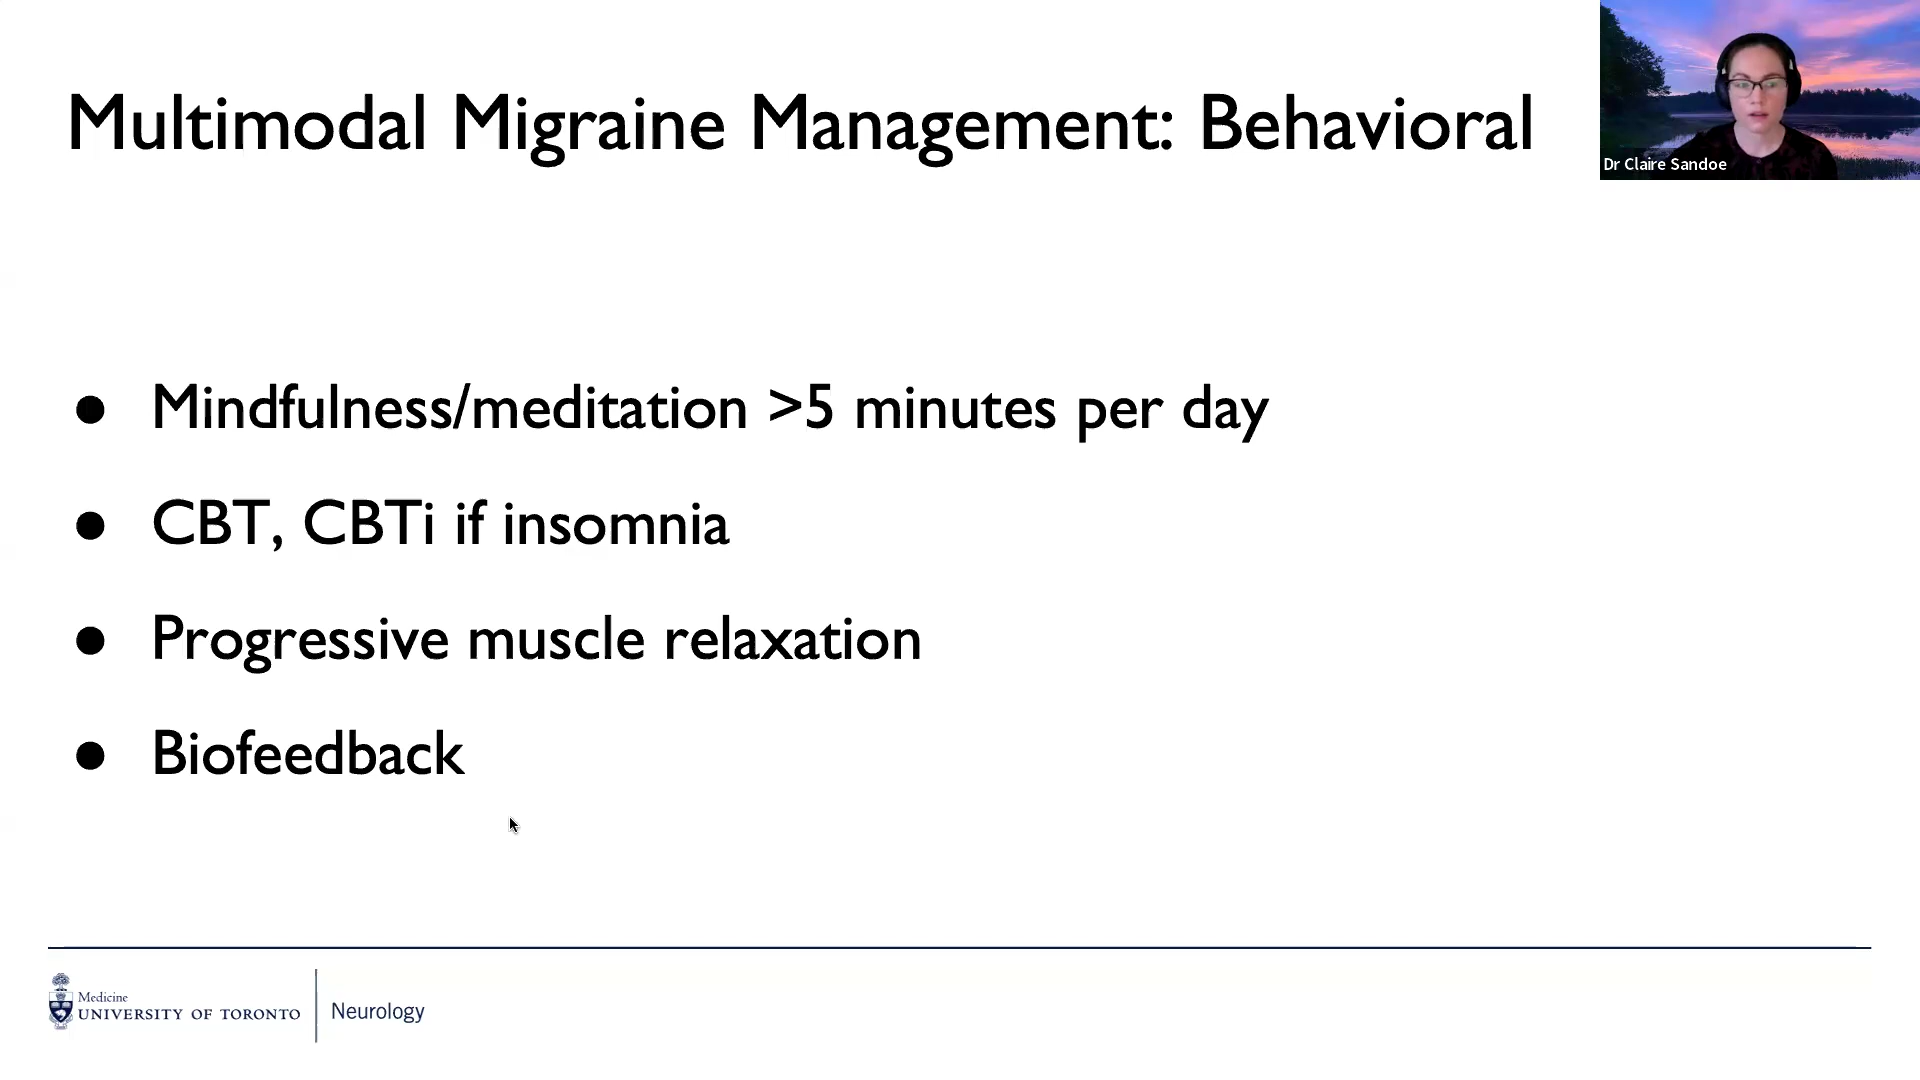 Multimodal Migraine Management: Behavioral
Dr Claire Sandoe
● Mindfulness/meditation >5 minutes per day
● CBT, CBTi if insomnia
● Progressive muscle relaxation
● Biofeedback
Medicine
UNIVERSITY OF TORONTO
Neurology